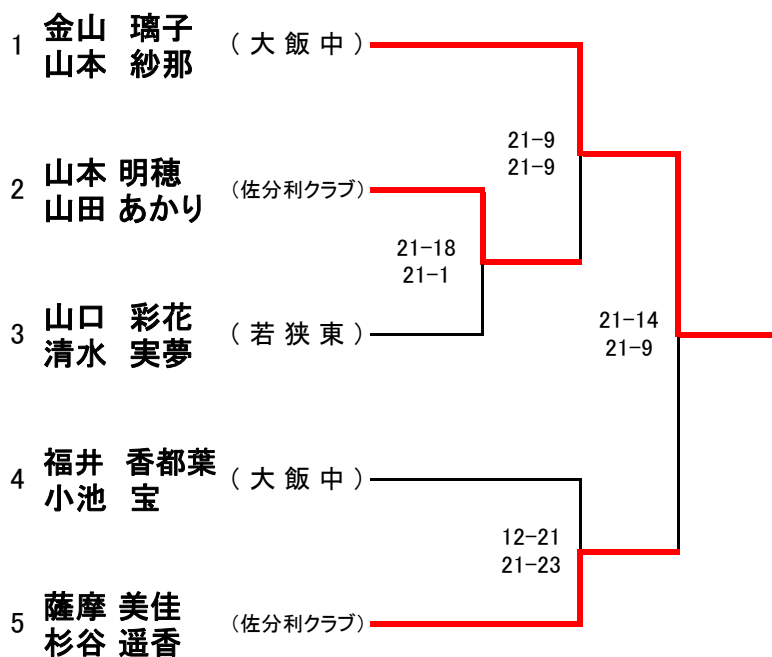 1 金山 璃子 (大飯中)
山本 紗那
21-9
21-9
2 山本 明穂 (佐分利クラブ)
山田 あかり
21-18
21-1
3 山口 彩花 (若狭東)
清水 実夢
21-14
21-9
4 福井 香都葉 (大飯中)
小池 宝
12-21
21-23
5 薩摩 美佳 (佐分利クラブ)
杉谷 遥香